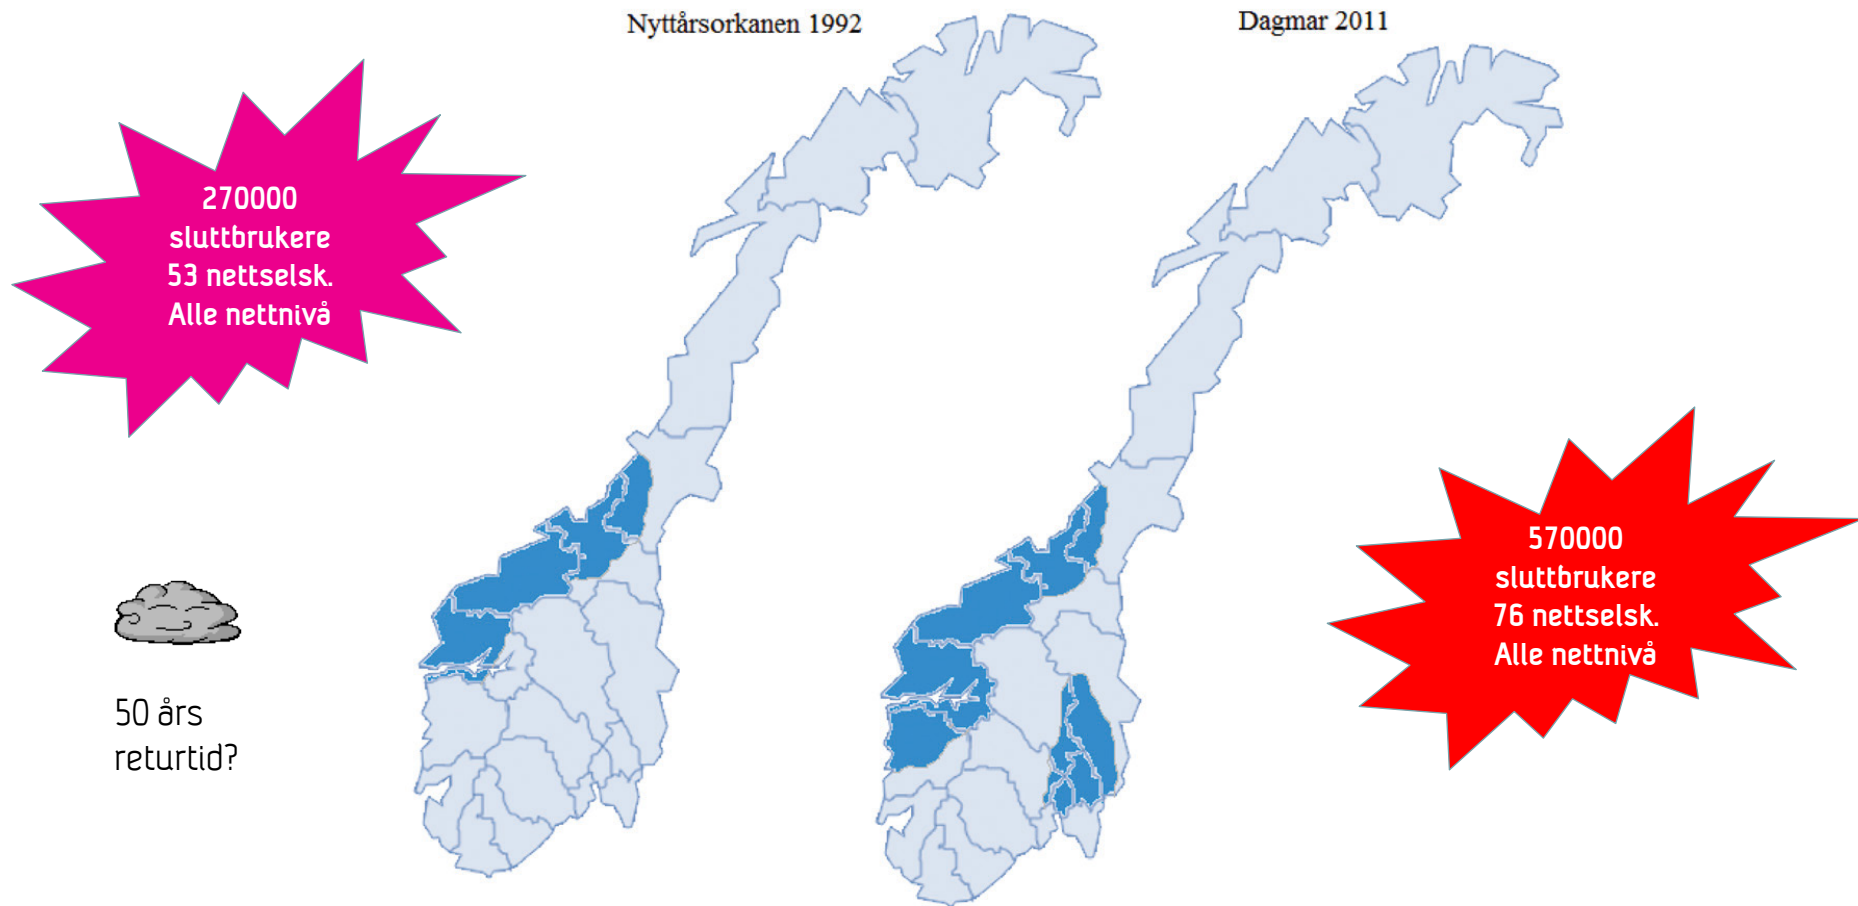 Nyttårsorkanen 1992
Dagmar 2011
270000
sluttbrukere
53 nettselsk.
Alle nettnivå
50 års
returtid?
570000
sluttbrukere
76 nettselsk.
Alle nettnivå